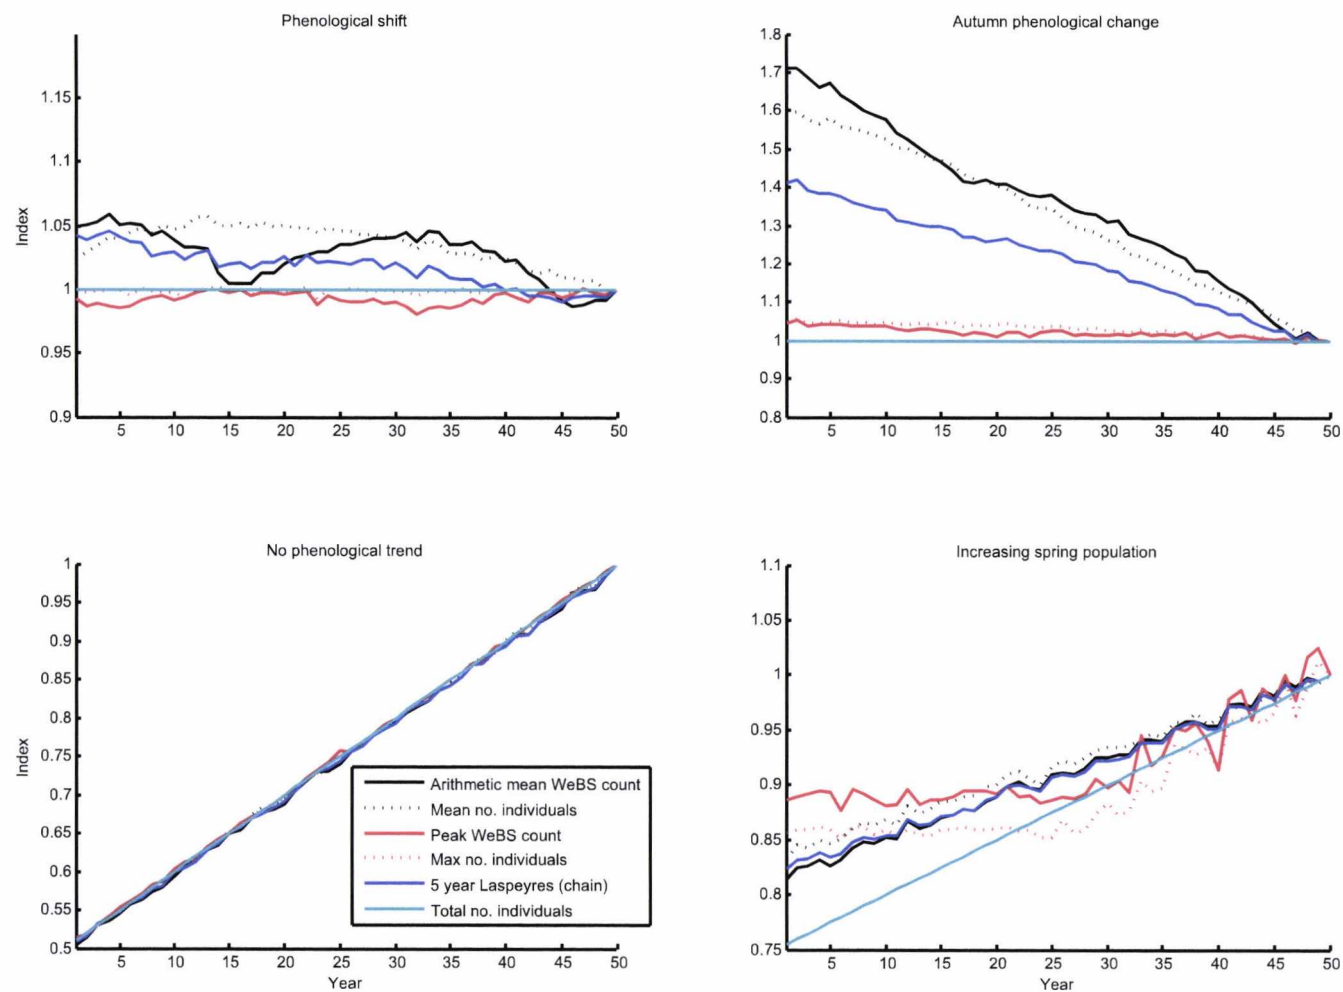 Phenological shift
1.15
1.1
1.05
1
0.95
0.9
Index
5 10 15 20 25 30 35 40 45 50
Autumn phenological change
1.8
1.7
1.6
1.5
1.4
1.3
1.2
1.1
1
0.9
0.8
5 10 15 20 25 30 35 40 45 50
No phenological trend
1
0.95
0.9
0.85
0.8
0.75
0.7
0.65
0.6
0.55
0.5
Index
5 10 15 20 25 30 35 40 45 50
Year
Arithmetic mean WeBS count
Mean no. individuals
Peak WeBS count
Max no. individuals
5 year Laspeyres (chain)
Total no. individuals
Increasing spring population
1.1
1.05
1
0.95
0.9
0.85
0.8
0.75
5 10 15 20 25 30 35 40 45 50
Year